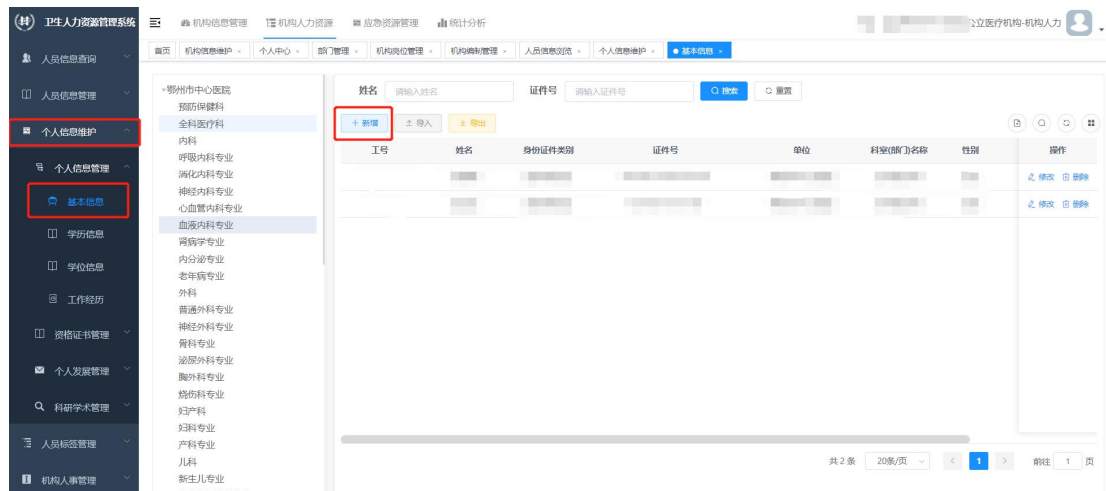 卫生人力资源管理系统
机构信息管理 机构人力资源 应急资源管理 统计分析
公立医疗机构-机构人力
首页 机构信息维护 × 个人中心 × 部门管理 × 机构岗位管理 × 机构编制管理 × 人员信息浏览 × 个人信息维护 × 基本信息 ×
人员信息查询
人员信息管理
个人信息维护
个人信息管理
基本信息
学历信息
学位信息
工作经历
资格证书管理
个人发展管理
科研学术管理
人员标签管理
机构人事管理
鄂州市中心医院
预防保健科
全科医疗科
内科
呼吸内科专业
消化内科专业
神经内科专业
心血管内科专业
血液内科专业
肾病学专业
内分泌专业
老年病专业
外科
普通外科专业
神经外科专业
骨科专业
泌尿外科专业
胸外科专业
烧伤科专业
妇产科
妇科专业
产科专业
儿科
新生儿专业
姓名 请输入姓名 证件号 请输入证件号 搜索 重置
+ 新增 导入 导出
工号 姓名 身份证件类别 证件号 单位 科室(部门)名称 性别 操作
修改 删除
修改 删除
共 2 条 20条/页 < 1 > 前往 1 页